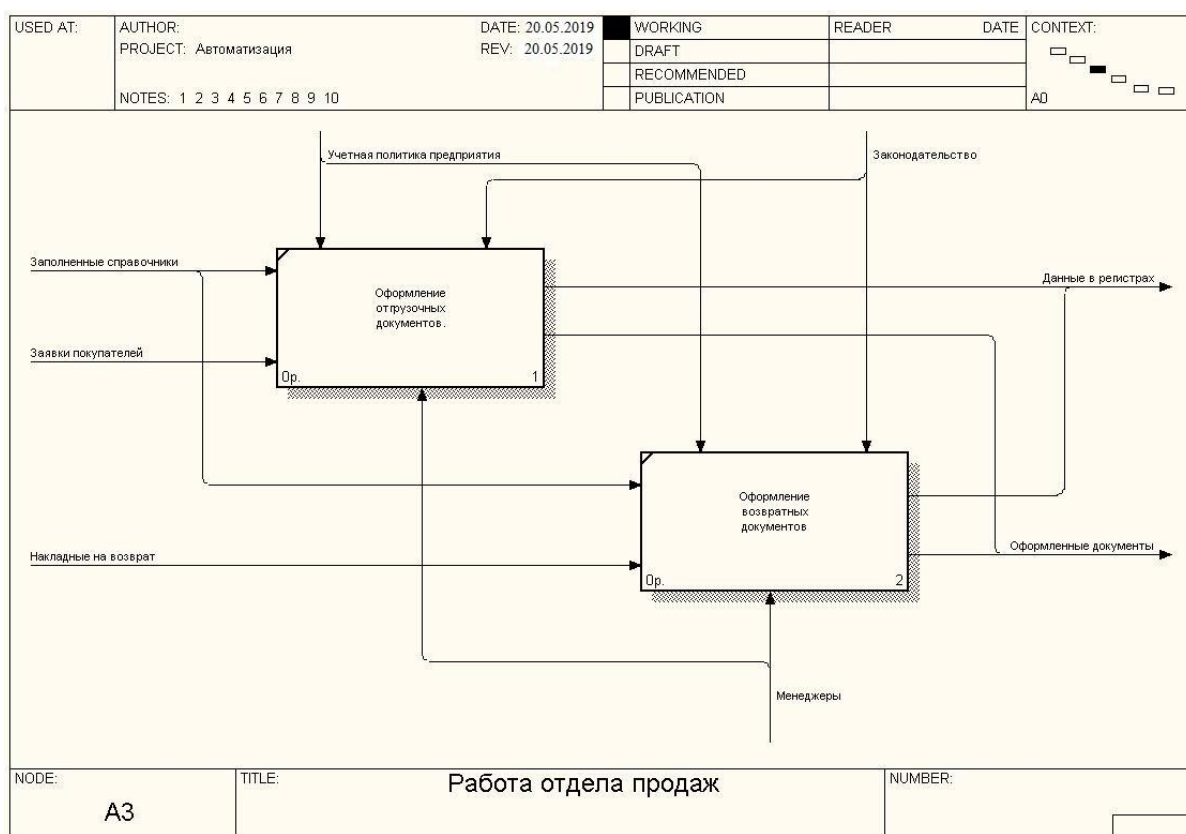 USED AT:
AUTHOR:
DATE: 20.05.2019
PROJECT: Автоматизация
REV: 20.05.2019
NOTES: 1 2 3 4 5 6 7 8 9 10
WORKING
DRAFT
RECOMMENDED
PUBLICATION
READER
DATE
CONTEXT:
A0
Учетная политика предприятия
Законодательство
Заполненные справочники
Данные в регистрах
Оформление
отгрузочных
документов.
Заявки покупателей
0р.
1
Оформление
возвратных
документов
Накладные на возврат
Оформленные документы
0р.
2
Менеджеры
NODE:
A3
TITLE:
Работа отдела продаж
NUMBER: